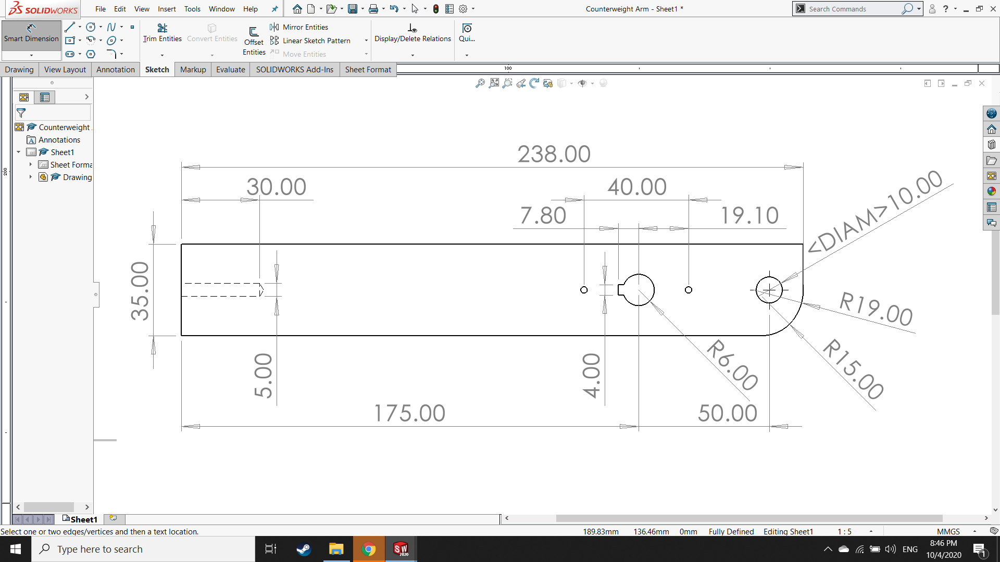 SOLIDWORKS
File Edit View Insert Tools Window Help
Counterweight Arm - Sheet1 *
Search Commands
Smart Dimension
Trim Entities
Convert Entities
Offset Entities
Mirror Entities
Linear Sketch Pattern
Move Entities
Display/Delete Relations
Qui...
Drawing View Layout Annotation Sketch Markup Evaluate SOLIDWORKS Add-Ins Sheet Format
100
200
Counterweight
Annotations
Sheet1
Sheet Forma
Drawing
238.00
30.00
40.00
7.80
19.10
<DIAM>10.00
35.00
5.00
4.00
R19.00
R15.00
R6.00
175.00
50.00
Sheet1
Select one or two edges/vertices and then a text location.
189.83mm 136.46mm 0mm Fully Defined Editing Sheet1 1 : 5 MMGS
Type here to search
SW 2020
ENG
8:46 PM
10/4/2020
1